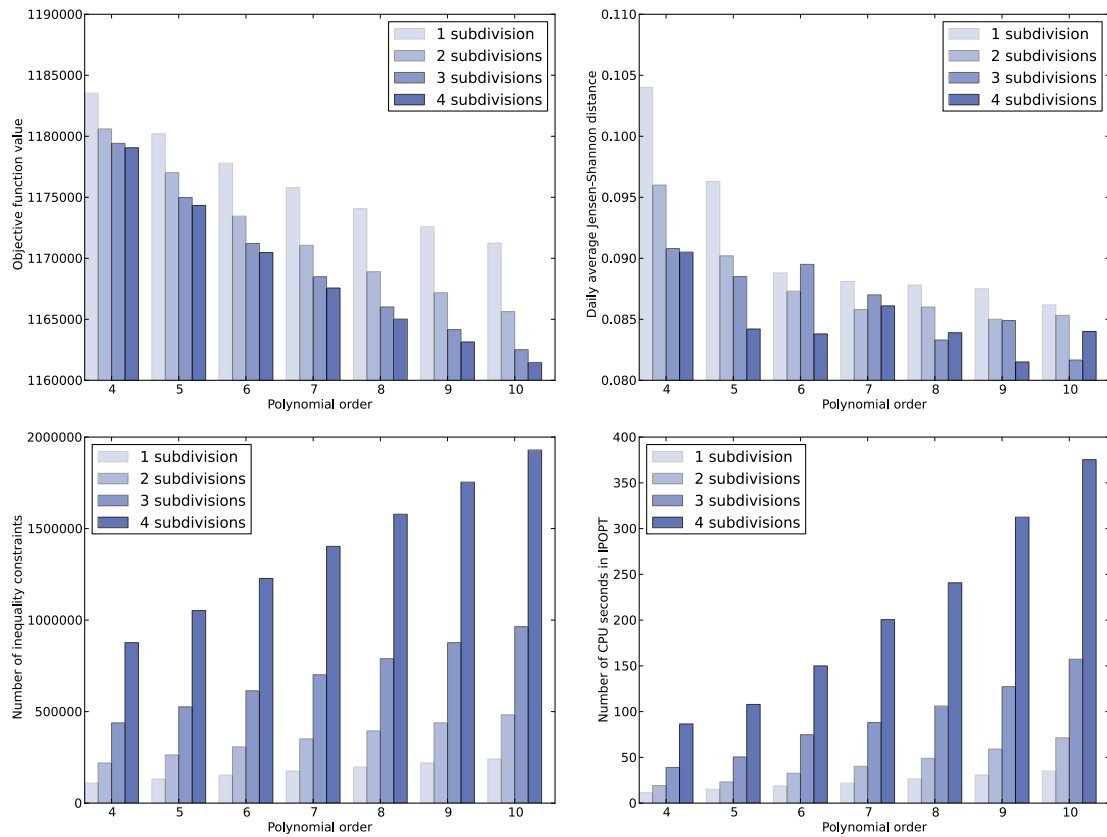 1190000
1185000
1180000
1175000
1170000
1165000
1160000
Objective function value
4 5 6 7 8 9 10
Polynomial order
1 subdivision
2 subdivisions
3 subdivisions
4 subdivisions
0.110
0.105
0.100
0.095
0.090
0.085
0.080
Daily average Jensen-Shannon distance
4 5 6 7 8 9 10
Polynomial order
1 subdivision
2 subdivisions
3 subdivisions
4 subdivisions
2000000
1500000
1000000
500000
0
Number of inequality constraints
4 5 6 7 8 9 10
Polynomial order
1 subdivision
2 subdivisions
3 subdivisions
4 subdivisions
400
350
300
250
200
150
100
50
0
Number of CPU seconds in IPOPT
4 5 6 7 8 9 10
Polynomial order
1 subdivision
2 subdivisions
3 subdivisions
4 subdivisions